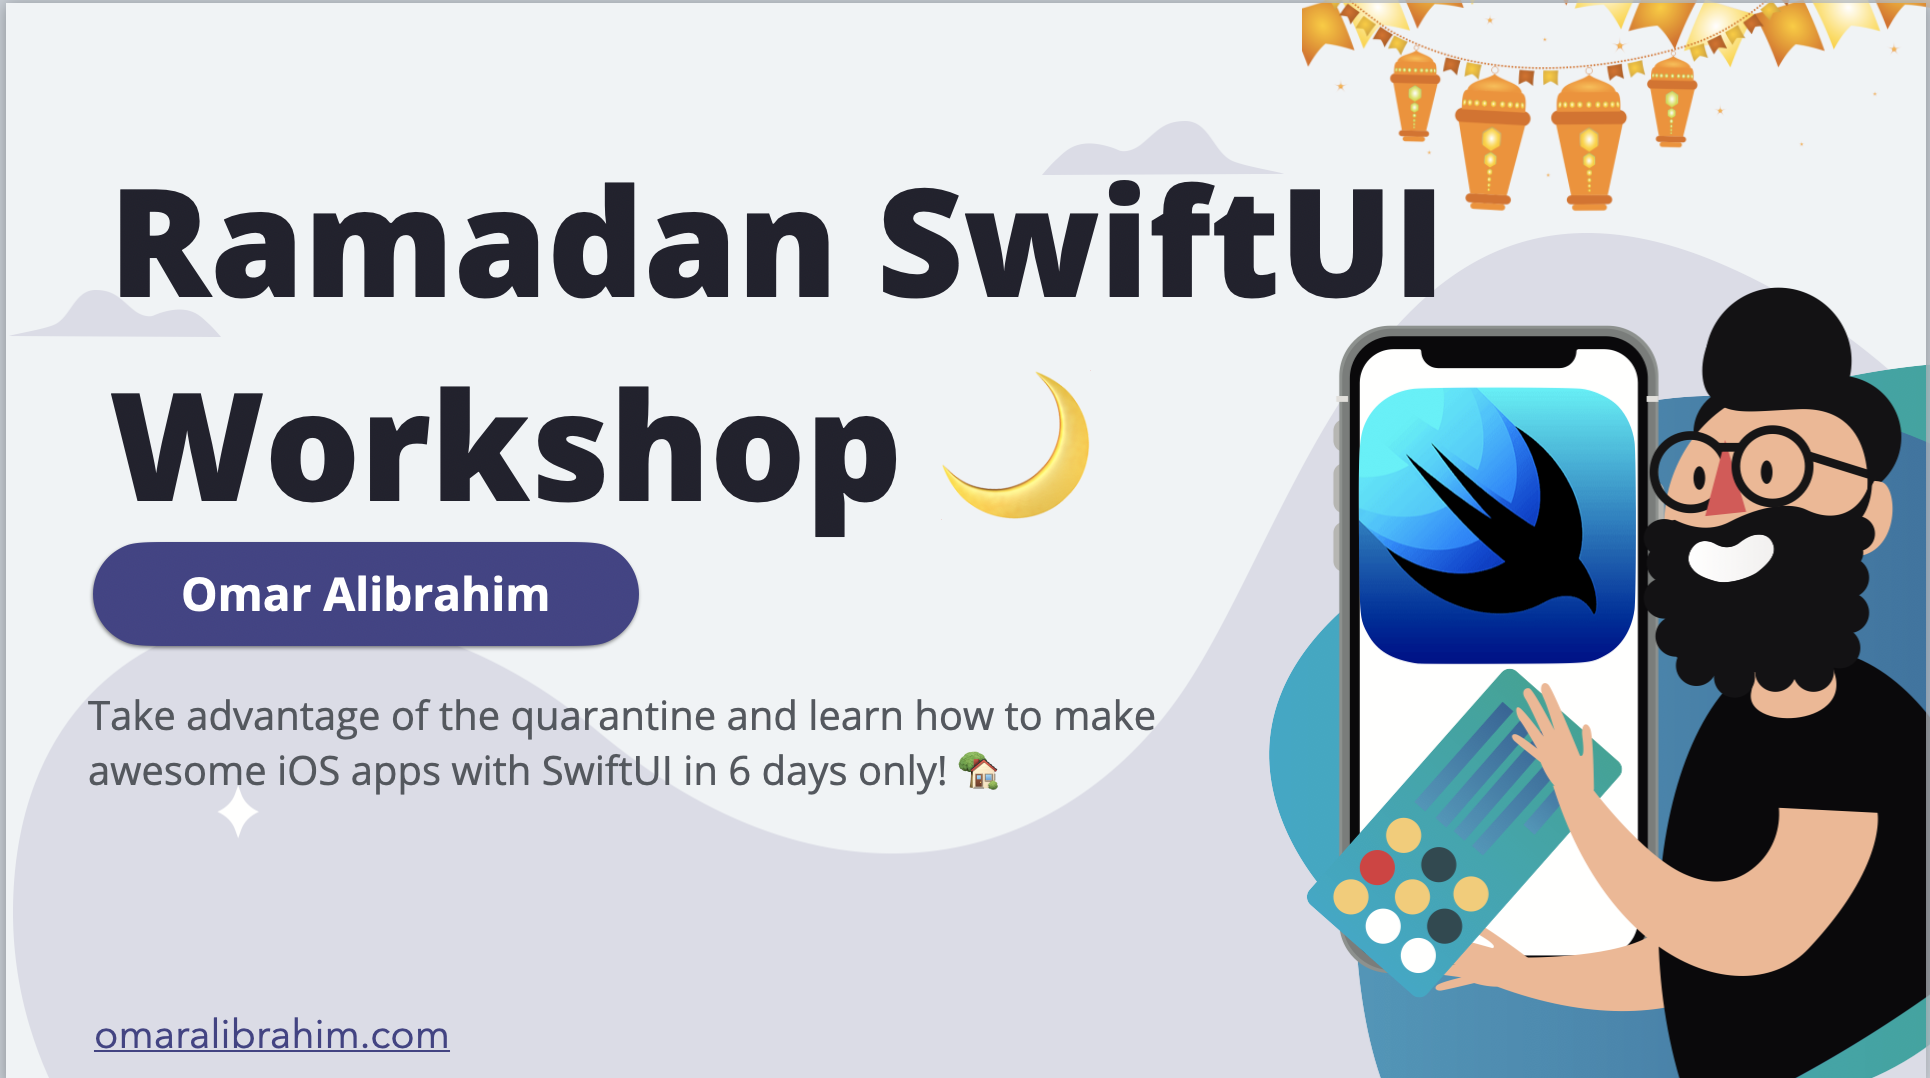 Ramadan SwiftUI
Workshop 🌙
Omar Alibrahim
Take advantage of the quarantine and learn how to make
awesome iOS apps with SwiftUI in 6 days only! 🏡
omaralibrahim.com